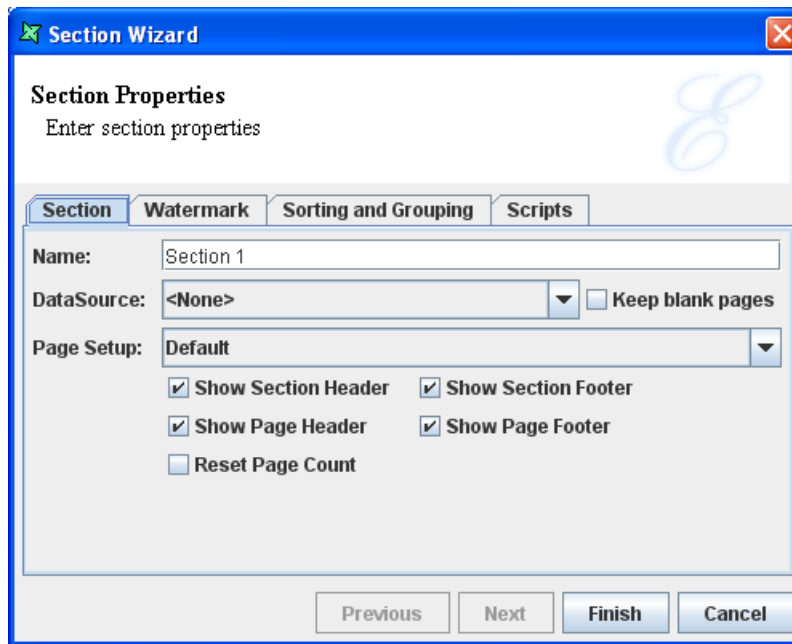 Section Wizard
Section Properties
Enter section properties
Section Watermark Sorting and Grouping Scripts
Name: Section 1
DataSource: <None> Keep blank pages
Page Setup: Default
Show Section Header Show Section Footer
Show Page Header Show Page Footer
Reset Page Count
Previous Next Finish Cancel